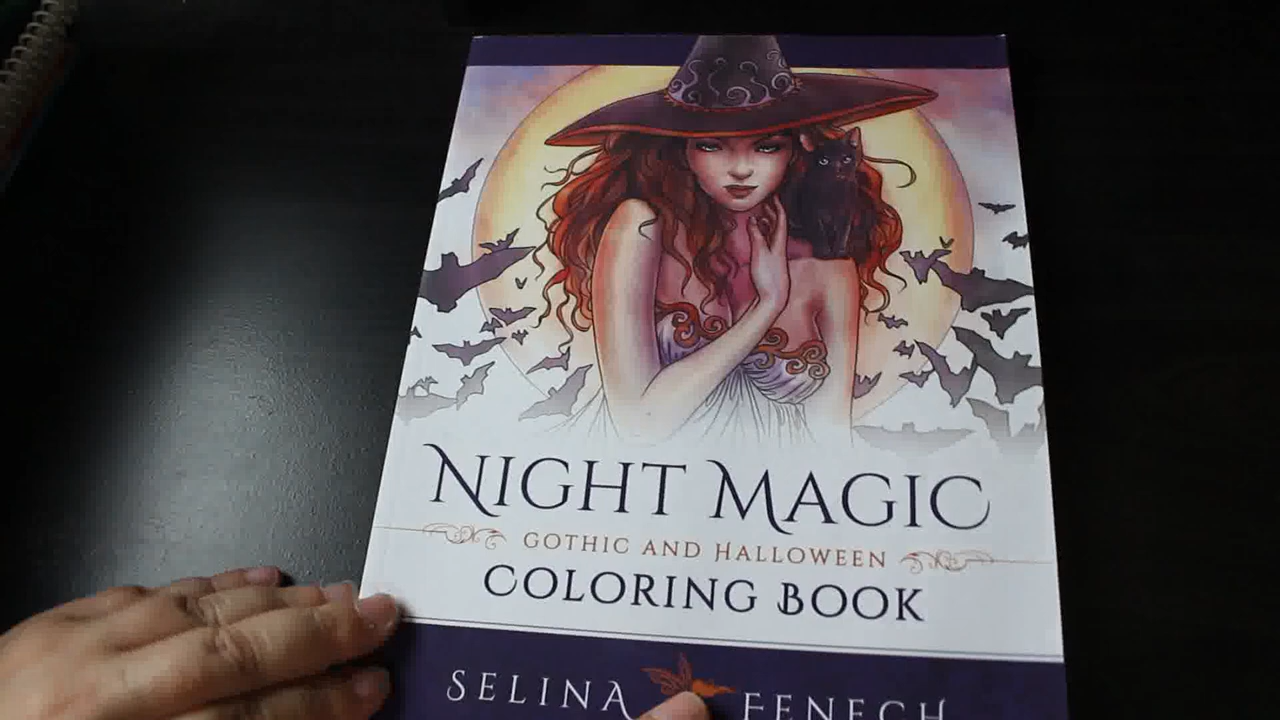 NIGHT MAGIC
GOTHIC AND HALLOWEEN
COLORING BOOK
SELINA FENECH